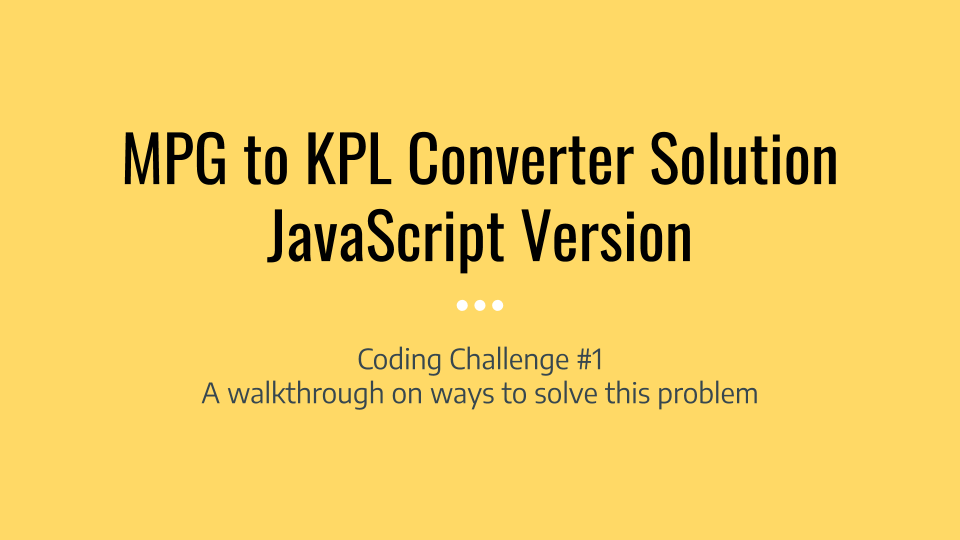 MPG to KPL Converter Solution
JavaScript Version
Coding Challenge #1
A walkthrough on ways to solve this problem